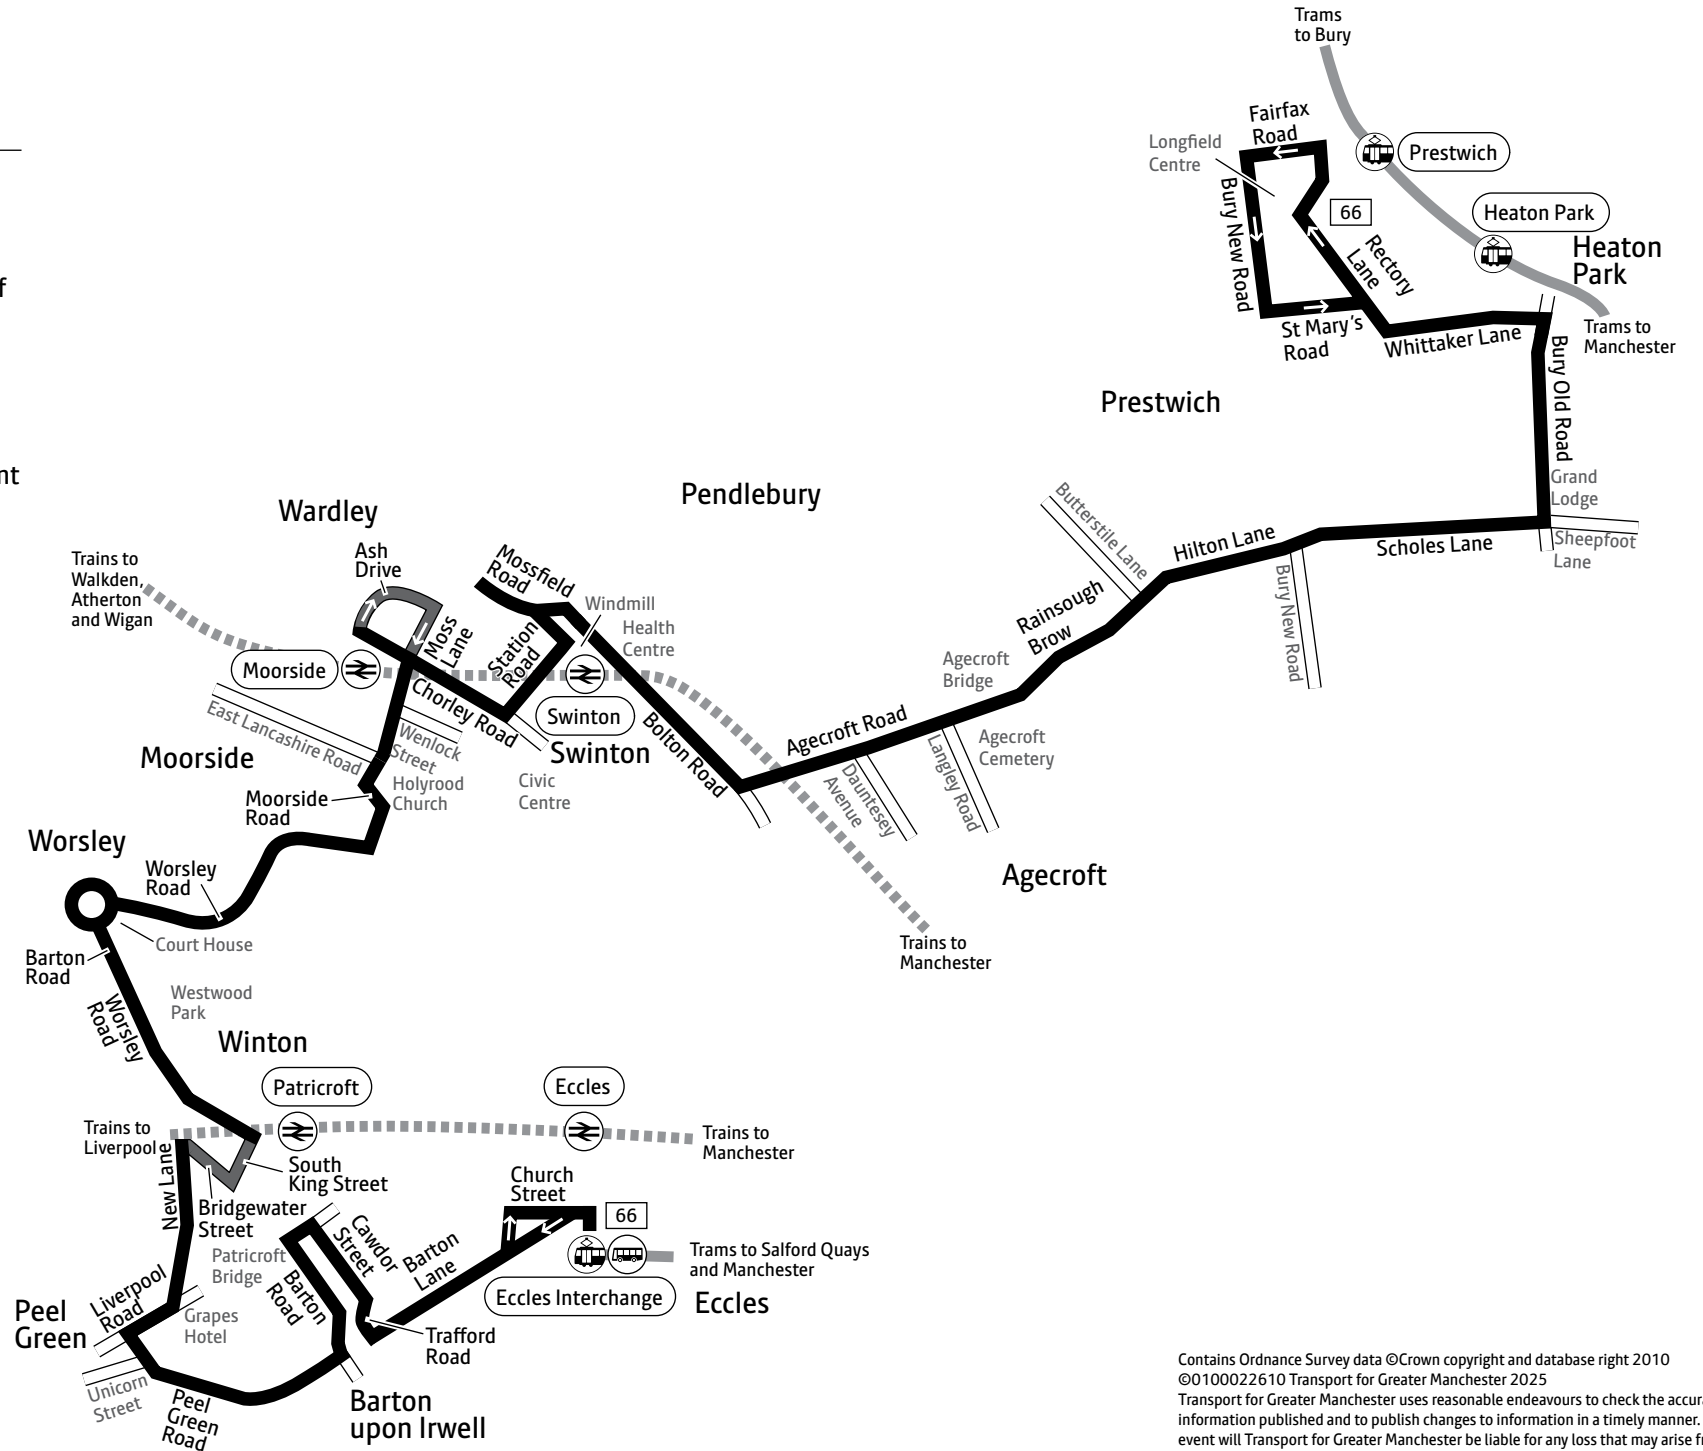 Trams
to Bury
Fairfax
Road
Longfield
Centre
Prestwich
66
Heaton Park
Heaton
Park
Bury New Road
Rectory
Lane
St Mary's
Road
Whittaker Lane
Trams to
Manchester
Bury Old Road
f
Prestwich
nt
Grand
Lodge
Sheepfoot
Lane
Scholes Lane
Hilton Lane
Bury New Road
Butterstile Lane
Rainsough
Brow
Pendlebury
Wardley
Ash
Drive
Mossfield
Road
Trains to
Walkden,
Atherton
and Wigan
Windmill
Health
Centre
Moss
Lane
Station
Road
Moorside
Swinton
Chorley Road
Swinton
East Lancashire Road
Wenlock
Street
Bolton Road
Agecroft Road
Agecroft
Bridge
Agecroft
Cemetery
Langley Road
Dauntesey
Avenue
Moorside
Moorside
Road
Holyrood
Church
Civic
Centre
Agecroft
Worsley
Worsley
Road
Court House
Trains to
Manchester
Barton
Road
Westwood
Park
Worsley
Road
Winton
Patricroft
Eccles
Trains to
Liverpool
Trains to
Manchester
South
King Street
New Lane
Bridgewater
Street
Church
Street
66
Patricroft
Bridge
Cawdor
Street
Barton
Lane
Trams to Salford Quays
and Manchester
Eccles Interchange
Eccles
Barton
Road
Liverpool
Road
Peel
Green
Grapes
Hotel
Trafford
Road
Unicorn
Street
Peel
Green
Road
Barton
upon Irwell
Contains Ordnance Survey data ©Crown copyright and database right 2010
©0100022610 Transport for Greater Manchester 2025
Transport for Greater Manchester uses reasonable endeavours to check the accur
information published and to publish changes to information in a timely manner.
event will Transport for Greater Manchester be liable for any loss that may arise f